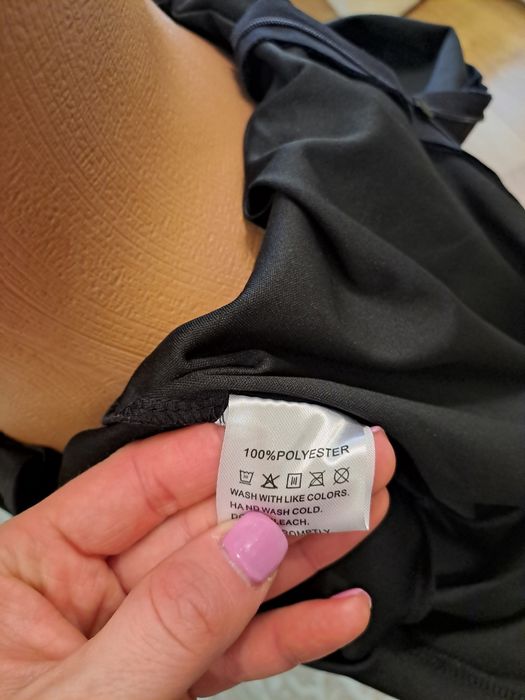 100%POLYESTER
WASH WITH LIKE COLORS.
HAND WASH COLD.